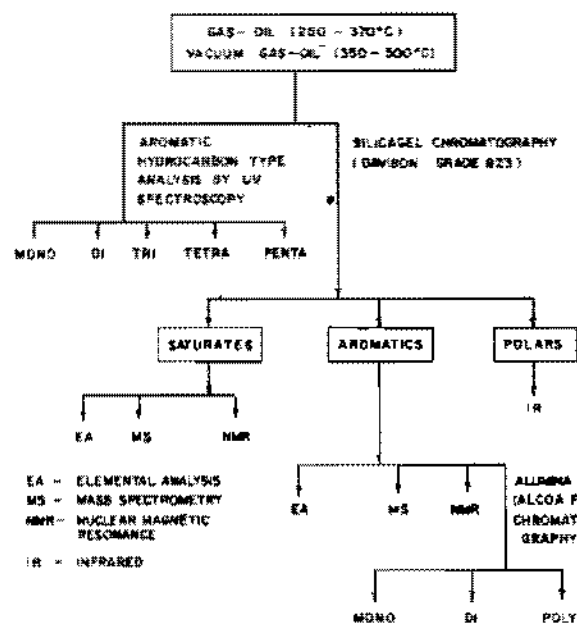 GAS-OIL (250-370°C)
VACUUM GAS-OIL (350-500°C)
AROMATIC
HYDROCARBON TYPE
ANALYSIS BY UV
SPECTROSCOPY
SILICAGEL CHROMATOGRAPHY
(DAVISON GRADE 923)
MONO DI TRI TETRA PENTA
SATURATES AROMATICS POLARS
EA MS NMR
IR
EA = ELEMENTAL ANALYSIS
MS = MASS SPECTROMETRY
NMR = NUCLEAR MAGNETIC
RESONANCE
IR = INFRARED
EA MS NMR
ALUMINA
(ALCOA F
CHROMAT
GRAPHY
MONO DI POLY